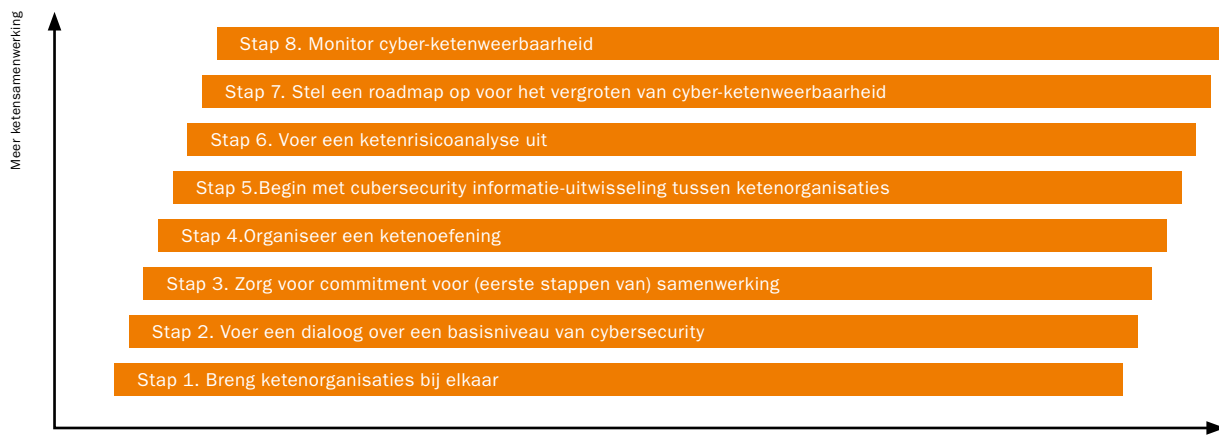 Meer ketensamenwerking
Stap 8. Monitor cyber-ketenweerbaarheid
Stap 7. Stel een roadmap op voor het vergroten van cyber-ketenweerbaarheid
Stap 6. Voer een ketenrisicoanalyse uit
Stap 5.Begin met cubersecurity informatie-uitwisseling tussen ketenorganisaties
Stap 4.Organiseer een ketenoefening
Stap 3. Zorg voor commitment voor (eerste stappen van) samenwerking
Stap 2. Voer een dialoog over een basisniveau van cybersecurity
Stap 1. Breng ketenorganisaties bij elkaar